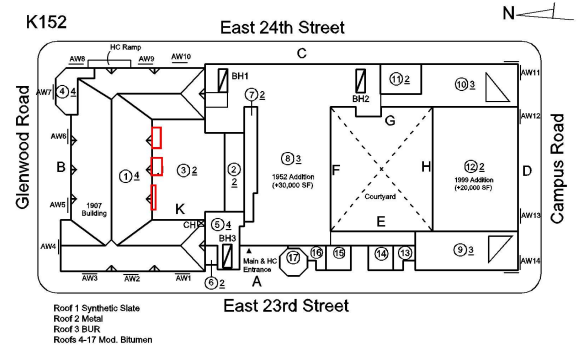 K152
East 24th Street
N
HC Ramp
C
AW8
AW9
AW10
AW7
4 4
BH1
BH2
11 2
10 3
AW11
7 2
AW12
Glenwood Road
AW6
B
G
1 4
3 2
2
2
8 3
1952 Addition
(+30,000 SF)
F
H
12 2
1999 Addition
(+20,000 SF)
D
Campus Road
AW5
1907
Building
K
Courtyard
E
CH
5 4
AW13
AW4
BH3
Main & HC
Entrance
17
16
15
14
13
9 3
AW14
AW3
AW2
AW1
6 2
A
East 23rd Street
Roof 1 Synthetic Slate
Roof 2 Metal
Roof 3 BUR
Roofs 4-17 Mod. Bitumen